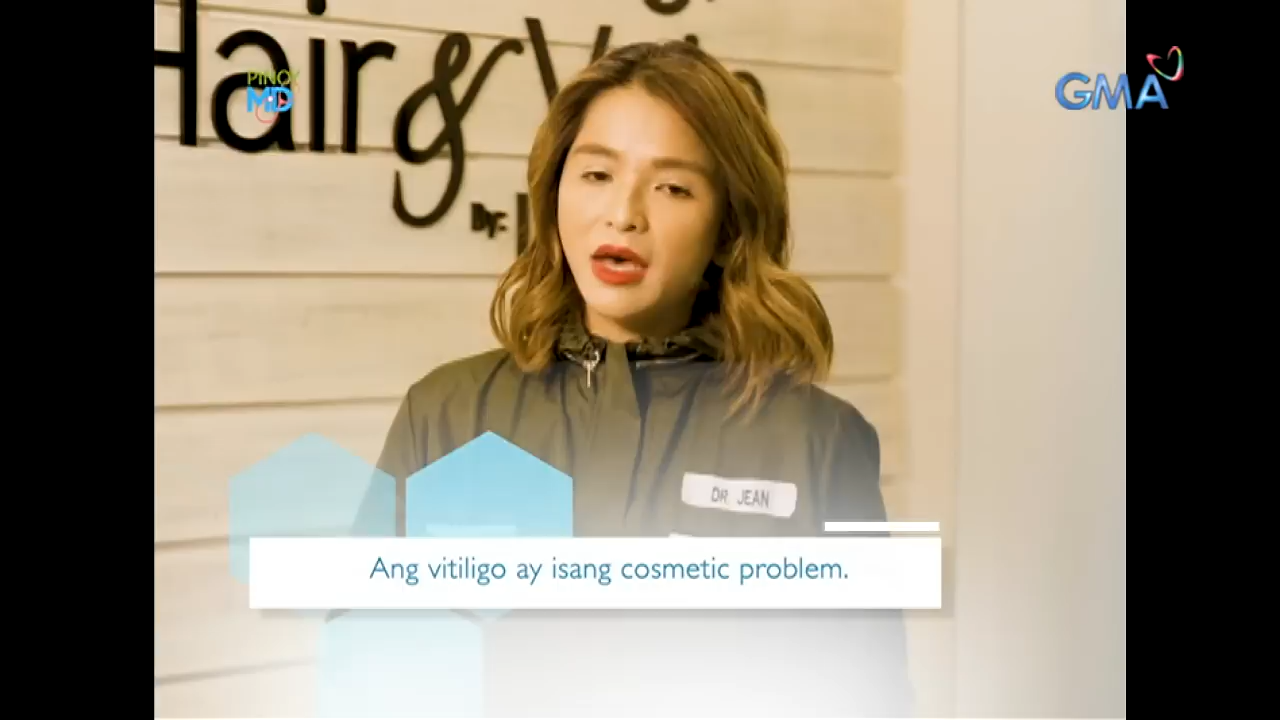 Hair &
Dr.
PINOY
MD
GMA
DR. JEAN
Ang vitiligo ay isang cosmetic problem.